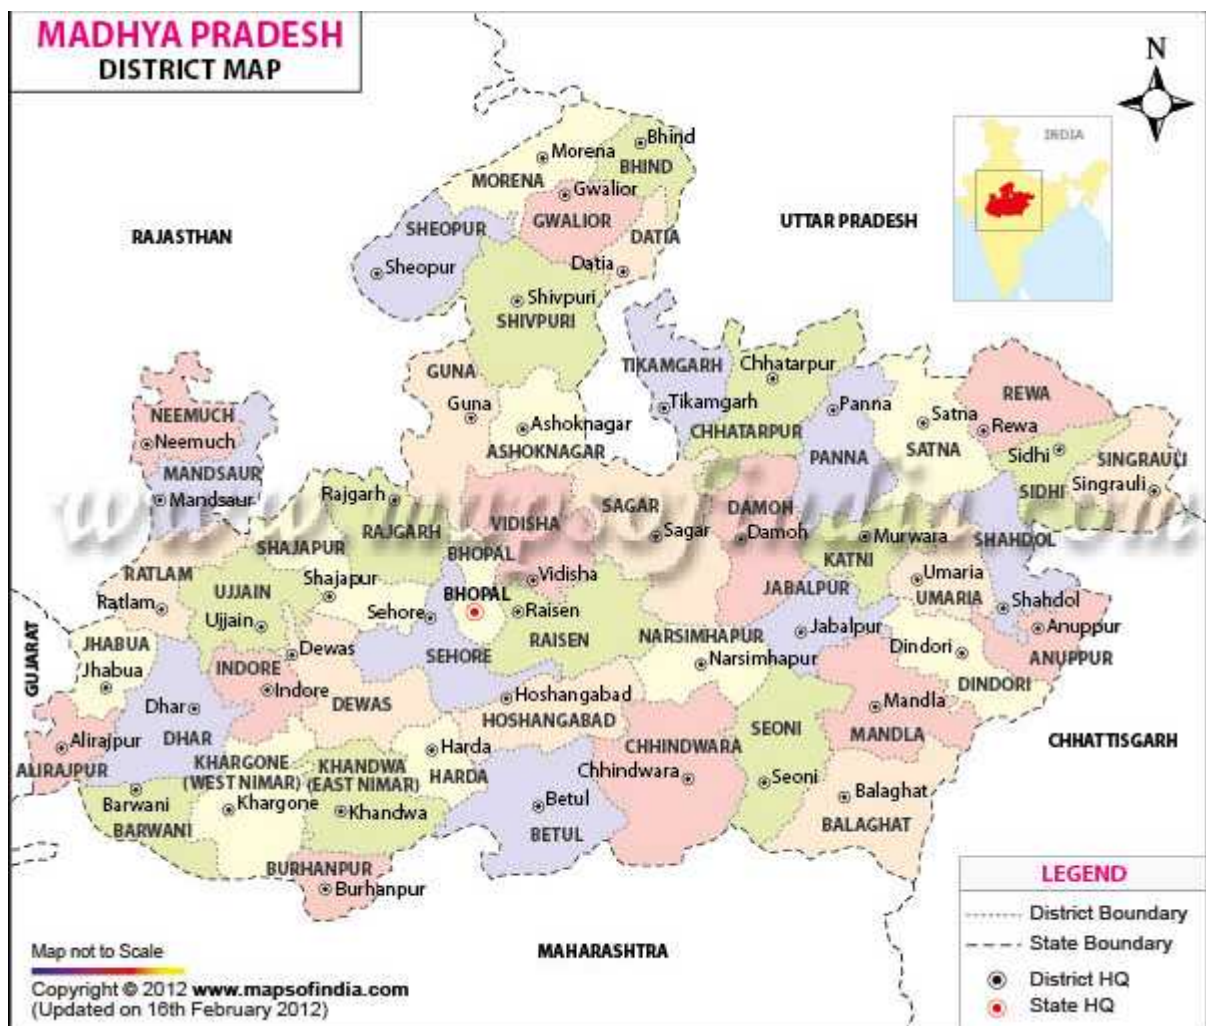 MADHYA PRADESH
DISTRICT MAP
N
INDIA
RAJASTHAN
UTTAR PRADESH
GUJARAT
CHHATTISGARH
MAHARASHTRA
Bhind
BHIND
Morena
MORENA
Gwalior
GWALIOR
SHEOPUR
Sheopur
DATIA
Datia
Shivpuri
SHIVPURI
GUNA
Guna
Ashoknagar
ASHOKNAGAR
TIKAMGARH
Tikamgarh
Chhatarpur
CHHATARPUR
Panna
PANNA
Satna
SATNA
REWA
Rewa
Sidhi
SIDHI
SINGRAULI
Singrauli
NEEMUCH
Neemuch
MANDSAUR
Mandsaur
www.mapsofindia.com
Rajgarh
RAJGARH
VIDISHA
Vidisha
SAGAR
Sagar
DAMOH
Damoh
Murwara
KATNI
SHAHDOL
Shahdol
SHAJAPUR
Shajapur
BHOPAL
BHOPAL
RATLAM
Ratlam
UJJAIN
Ujjain
Sehore
SEHORE
Raisen
RAISEN
JABALPUR
Jabalpur
Umaria
UMARIA
Anuppur
ANUPPUR
JHABUA
Jhabua
INDORE
Indore
Dewas
DEWAS
NARSIMHAPUR
Narsimhapur
Dindori
DINDORI
Dhar
DHAR
Hoshangabad
HOSHANGABAD
Mandla
MANDLA
Alirajpur
ALIRAJPUR
KHARGONE
(WEST NIMAR)
Khargone
KHANDWA
(EAST NIMAR)
Khandwa
Harda
HARDA
CHHINDWARA
Chhindwara
SEONI
Seoni
Balaghat
BALAGHAT
Barwani
BARWANI
Betul
BETUL
BURHANPUR
Burhanpur
LEGEND
District Boundary
State Boundary
District HQ
State HQ
Map not to Scale
Copyright © 2012 www.mapsofindia.com
(Updated on 16th February 2012)